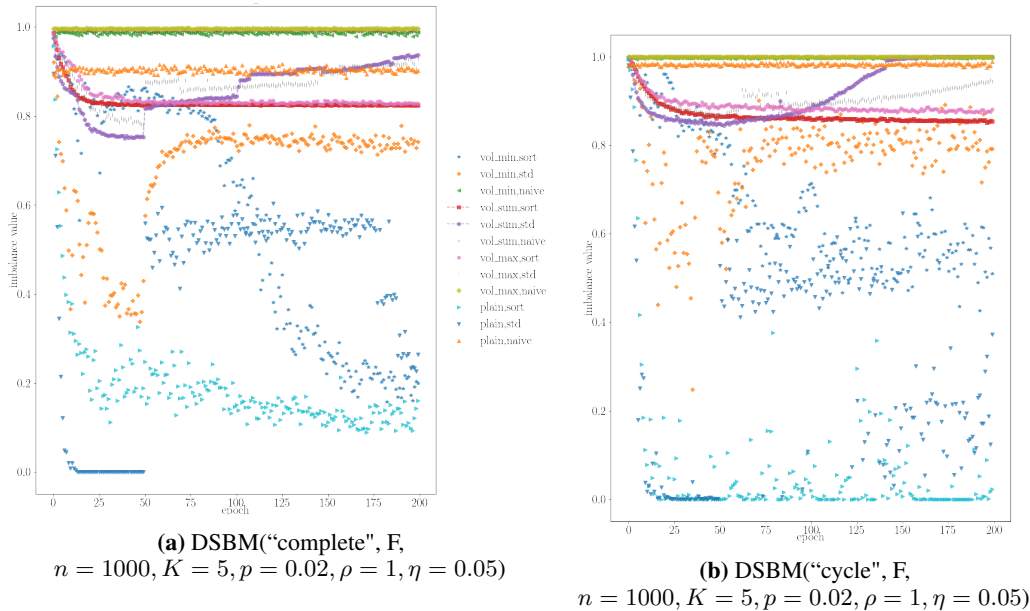 1.0
0.8
0.6
0.4
0.2
0.0
imbalance value
0 25 50 75 100 125 150 175 200
epoch
vol_min,sort
vol_min,std
vol_min,naive
vol_sum,sort
vol_sum,std
vol_sum,naive
vol_max,sort
vol_max,std
vol_max,naive
plain,sort
plain,std
plain,naive
(a) DSBM(“complete", F,
n = 1000, K = 5, p = 0.02, ρ = 1, η = 0.05)
1.0
0.8
0.6
0.4
0.2
0.0
imbalance value
0 25 50 75 100 125 150 175 200
epoch
(b) DSBM(“cycle", F,
n = 1000, K = 5, p = 0.02, ρ = 1, η = 0.05)